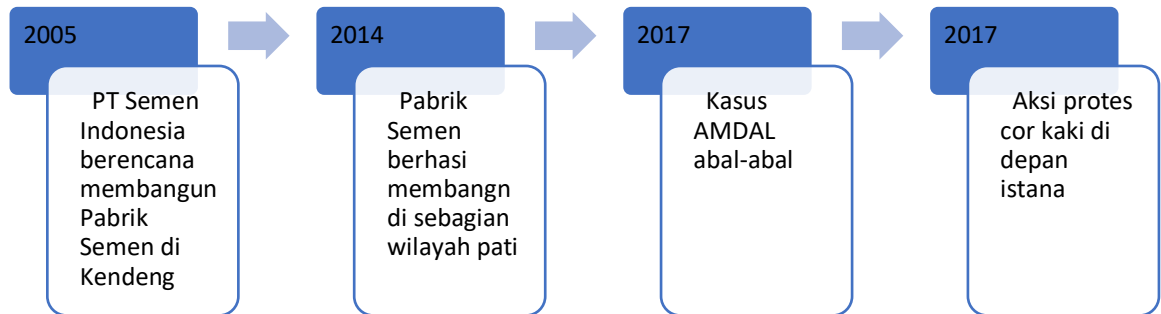 2005
PT Semen
Indonesia
berencana
membangun
Pabrik
Semen di
Kendeng
2014
Pabrik
Semen
berhasi
membangn
di sebagian
wilayah pati
2017
Kasus
AMDAL
abal-abal
2017
Aksi protes
cor kaki di
depan
istana